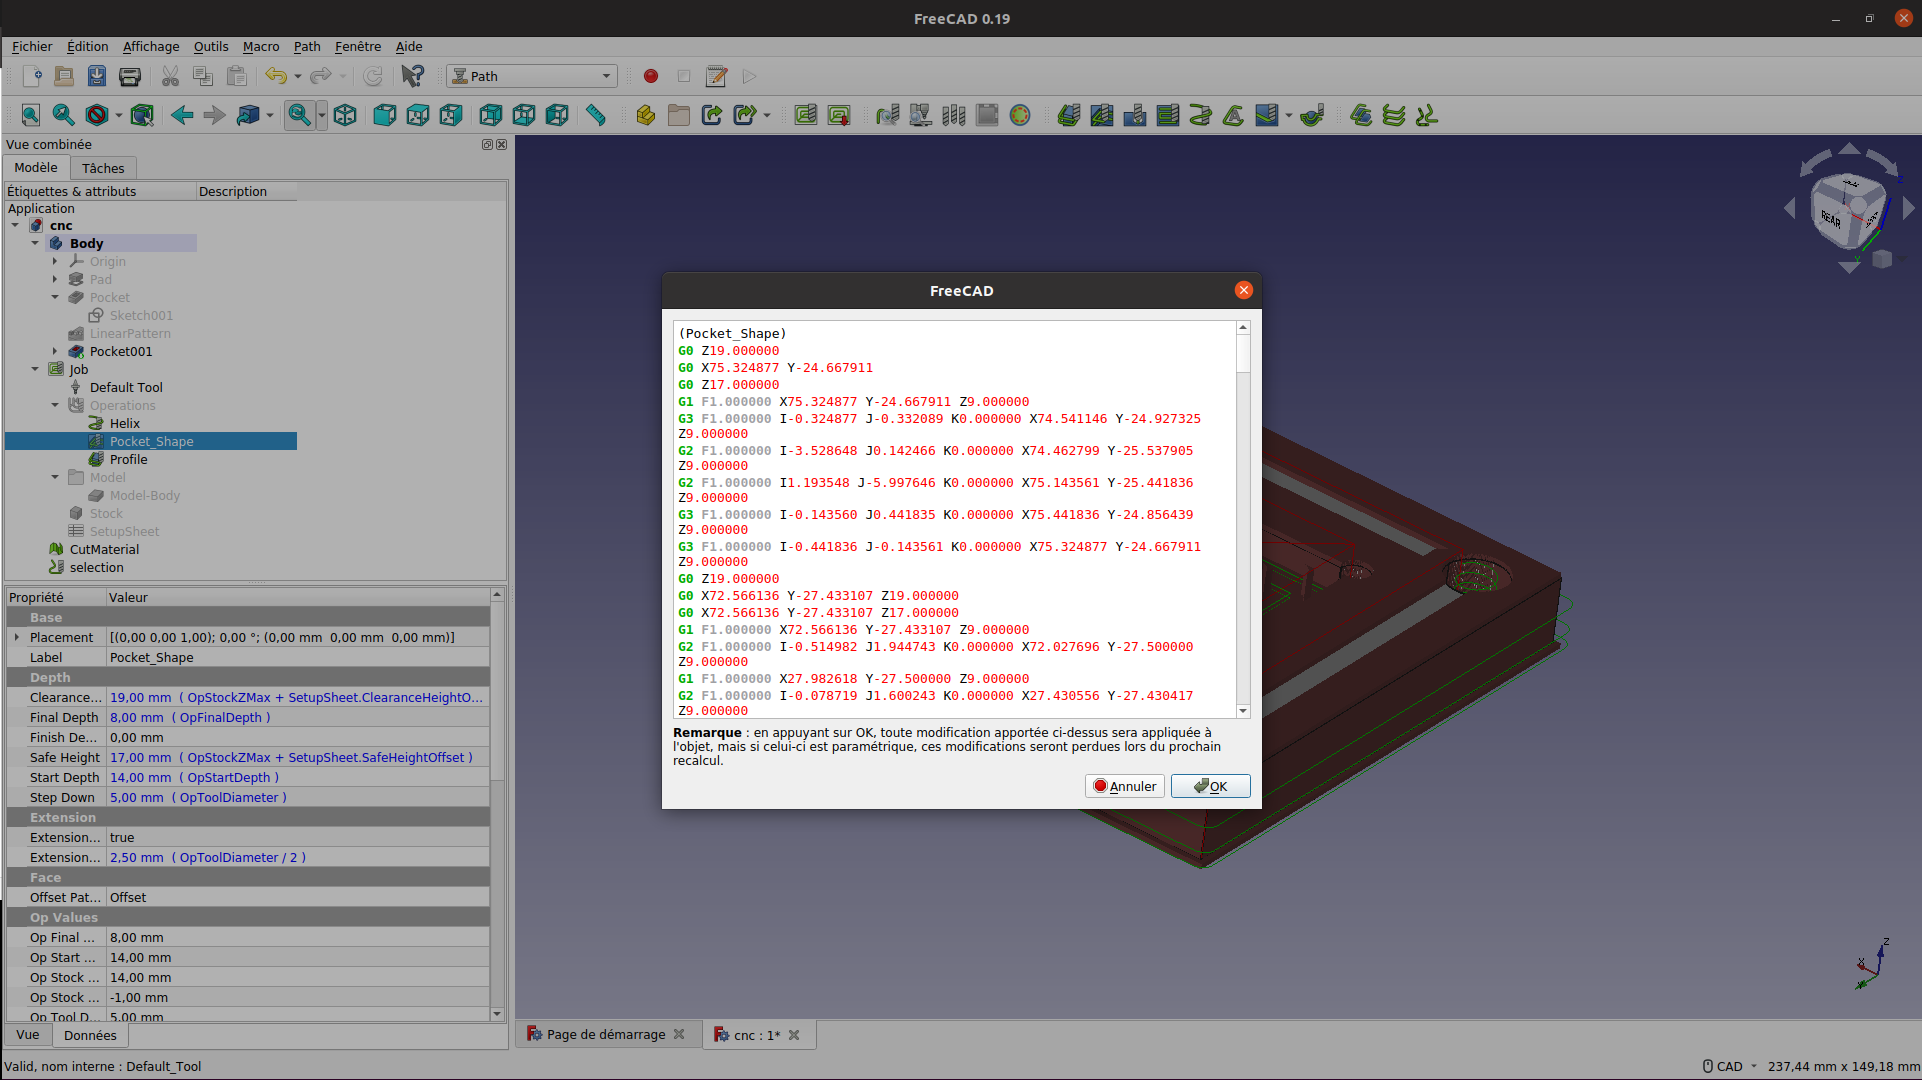 FreeCAD 0.19
Fichier Édition Affichage Outils Macro Path Fenêtre Aide
Path
Vue combinée
Modèle Tâches
Étiquettes & attributs Description
Application
cnc
Body
Origin
Pad
Pocket
Sketch001
LinearPattern
Pocket001
Job
Default Tool
Operations
Helix
Pocket_Shape
Profile
Model
Model-Body
Stock
SetupSheet
CutMaterial
selection
Propriété Valeur
Base
Placement [(0,00 0,00 1,00); 0,00 °; (0,00 mm 0,00 mm 0,00 mm)]
Label Pocket_Shape
Depth
Clearance... 19,00 mm ( OpStockZMax + SetupSheet.ClearanceHeightO...
Final Depth 8,00 mm ( OpFinalDepth )
Finish De... 0,00 mm
Safe Height 17,00 mm ( OpStockZMax + SetupSheet.SafeHeightOffset )
Start Depth 14,00 mm ( OpStartDepth )
Step Down 5,00 mm ( OpToolDiameter )
Extension
Extension... true
Extension... 2,50 mm ( OpToolDiameter / 2 )
Face
Offset Pat... Offset
Op Values
Op Final ... 8,00 mm
Op Start ... 14,00 mm
Op Stock ... 14,00 mm
Op Stock ... -1,00 mm
Op Tool D... 5,00 mm
Vue Données
Valid, nom interne : Default_Tool
FreeCAD
(Pocket_Shape)
G0 Z19.000000
G0 X75.324877 Y-24.667911
G0 Z17.000000
G1 F1.000000 X75.324877 Y-24.667911 Z9.000000
G3 F1.000000 I-0.324877 J-0.332089 K0.000000 X74.541146 Y-24.927325
Z9.000000
G2 F1.000000 I-3.528648 J0.142466 K0.000000 X74.462799 Y-25.537905
Z9.000000
G2 F1.000000 I1.193548 J-5.997646 K0.000000 X75.143561 Y-25.441836
Z9.000000
G3 F1.000000 I-0.143560 J0.441835 K0.000000 X75.441836 Y-24.856439
Z9.000000
G3 F1.000000 I-0.441836 J-0.143561 K0.000000 X75.324877 Y-24.667911
Z9.000000
G0 Z19.000000
G0 X72.566136 Y-27.433107 Z19.000000
G0 X72.566136 Y-27.433107 Z17.000000
G1 F1.000000 X72.566136 Y-27.433107 Z9.000000
G2 F1.000000 I-0.514982 J1.944743 K0.000000 X72.027696 Y-27.500000
Z9.000000
G1 F1.000000 X27.982618 Y-27.500000 Z9.000000
G2 F1.000000 I-0.078719 J1.600243 K0.000000 X27.430556 Y-27.430417
Z9.000000
Remarque : en appuyant sur OK, toute modification apportée ci-dessus sera appliquée à
l'objet, mais si celui-ci est paramétrique, ces modifications seront perdues lors du prochain
recalcul.
Annuler OK
REAR
Z
Y
Z
X
Y
Page de démarrage cnc : 1*
CAD 237,44 mm x 149,18 mm